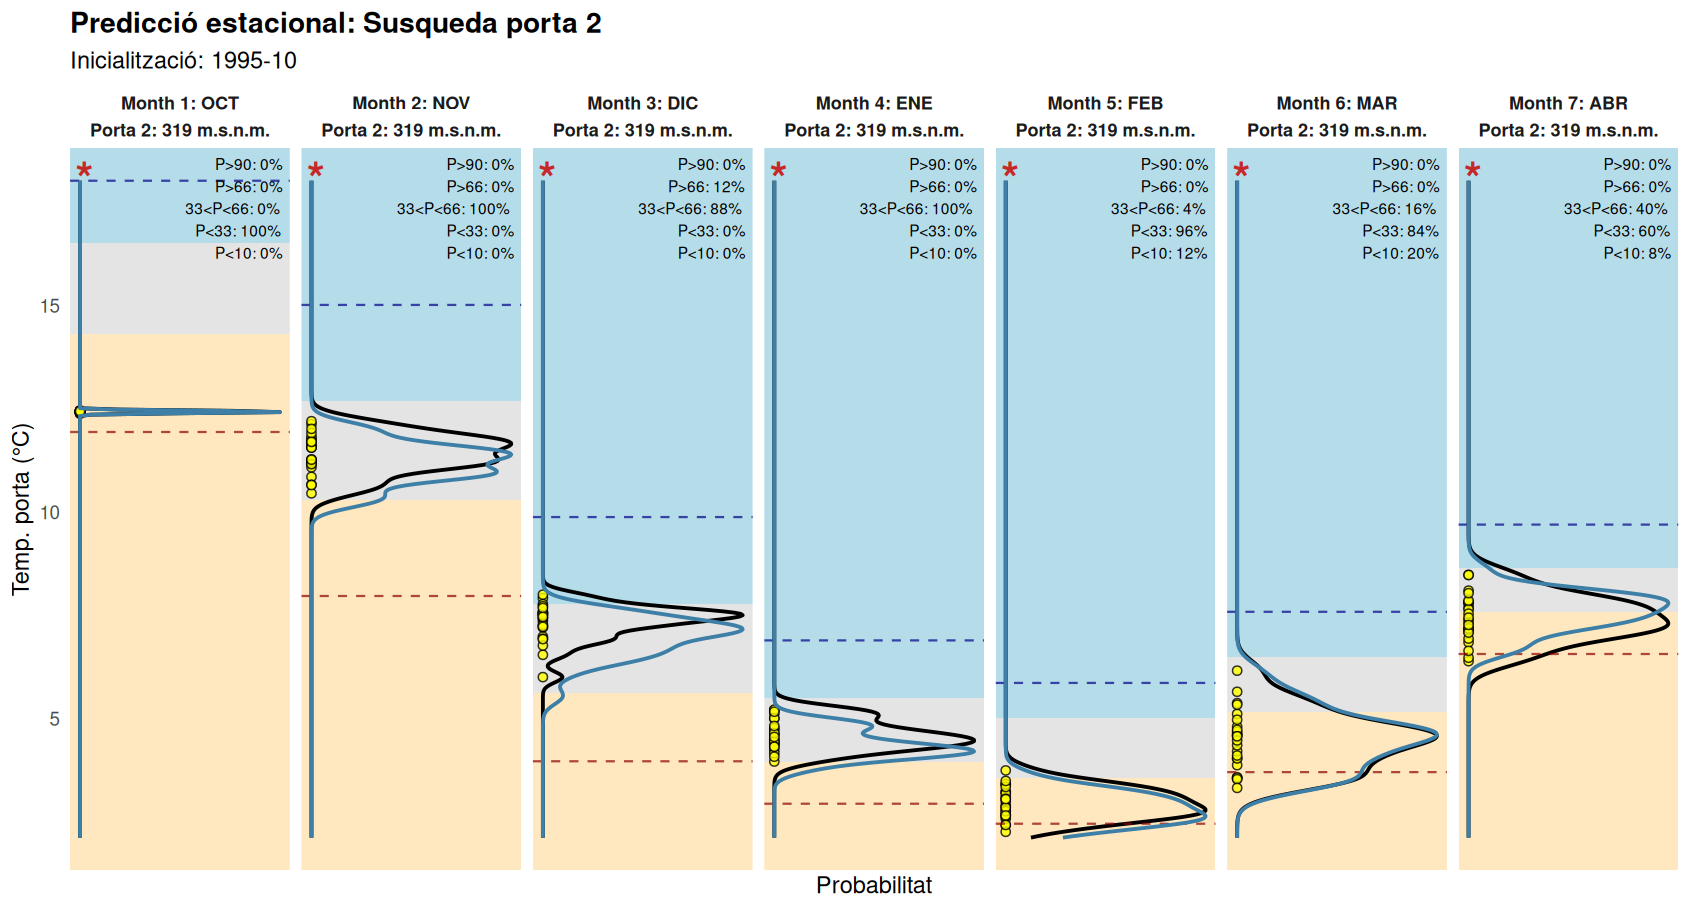 Predicció estacional: Susqueda porta 2
Inicialització: 1995-10
Month 1: OCT
Porta 2: 319 m.s.n.m.
Month 2: NOV
Porta 2: 319 m.s.n.m.
Month 3: DIC
Porta 2: 319 m.s.n.m.
Month 4: ENE
Porta 2: 319 m.s.n.m.
Month 5: FEB
Porta 2: 319 m.s.n.m.
Month 6: MAR
Porta 2: 319 m.s.n.m.
Month 7: ABR
Porta 2: 319 m.s.n.m.
*
P>90: 0%
P>66: 0%
33<P<66: 0%
P<33: 100%
P<10: 0%
*
P>90: 0%
P>66: 0%
33<P<66: 100%
P<33: 0%
P<10: 0%
*
P>90: 0%
P>66: 12%
33<P<66: 88%
P<33: 0%
P<10: 0%
*
P>90: 0%
P>66: 0%
33<P<66: 100%
P<33: 0%
P<10: 0%
*
P>90: 0%
P>66: 0%
33<P<66: 4%
P<33: 96%
P<10: 12%
*
P>90: 0%
P>66: 0%
33<P<66: 16%
P<33: 84%
P<10: 20%
*
P>90: 0%
P>66: 0%
33<P<66: 40%
P<33: 60%
P<10: 8%
15
10
5
Temp. porta (°C)
Probabilitat